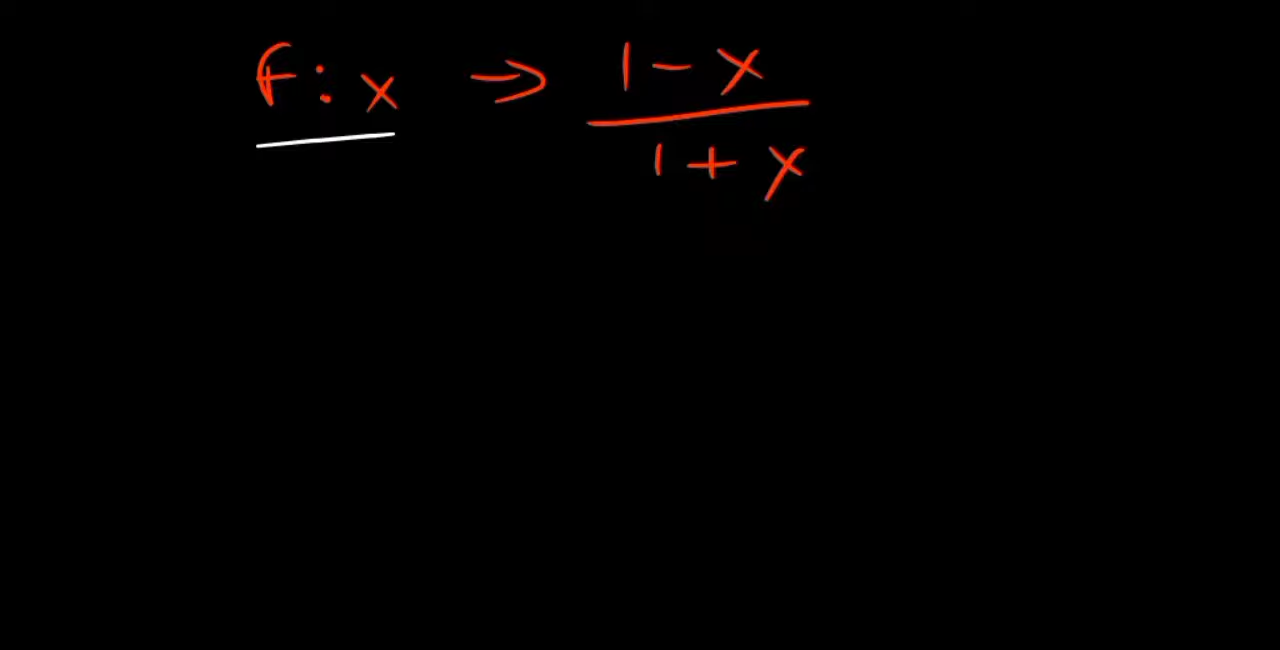 f : x → 1 - x
1 + x